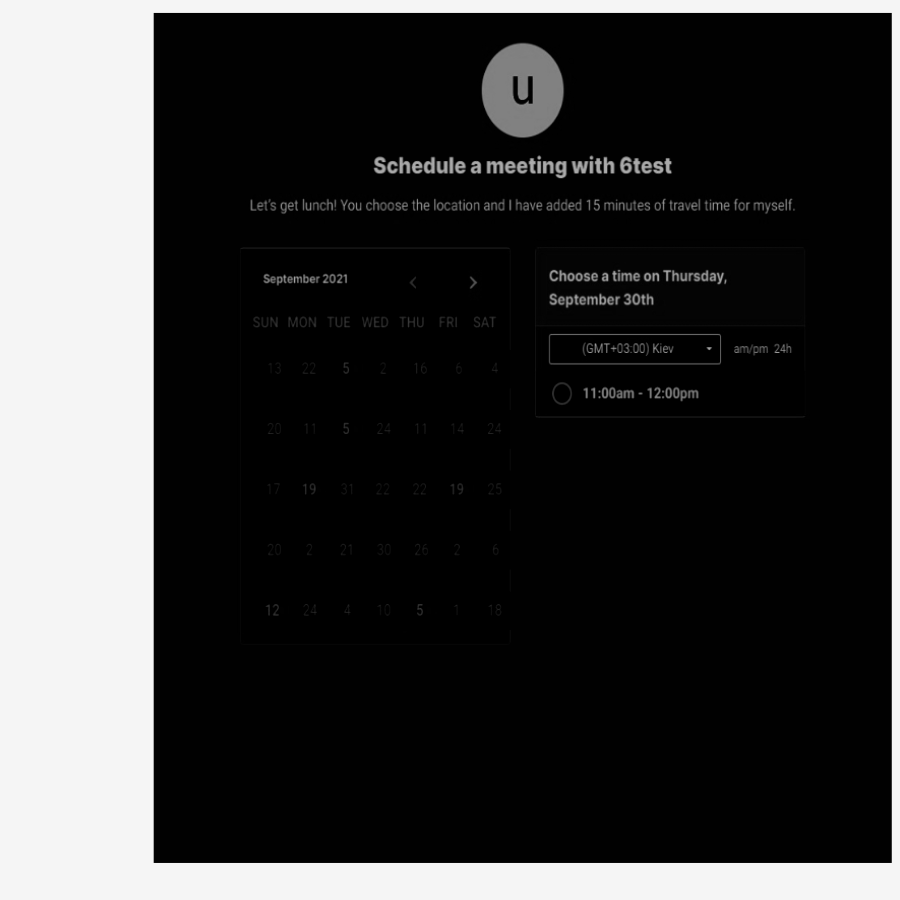 u
Schedule a meeting with 6test
Let's get lunch! You choose the location and I have added 15 minutes of travel time for myself.
September 2021
SUN MON TUE WED THU FRI SAT
13 22 5 2 16 6 4
20 11 5 24 11 14 24
17 19 31 22 22 19 25
20 2 21 30 26 2 6
12 24 4 10 5 1 18
Choose a time on Thursday,
September 30th
(GMT+03:00) Kiev am/pm 24h
11:00am - 12:00pm